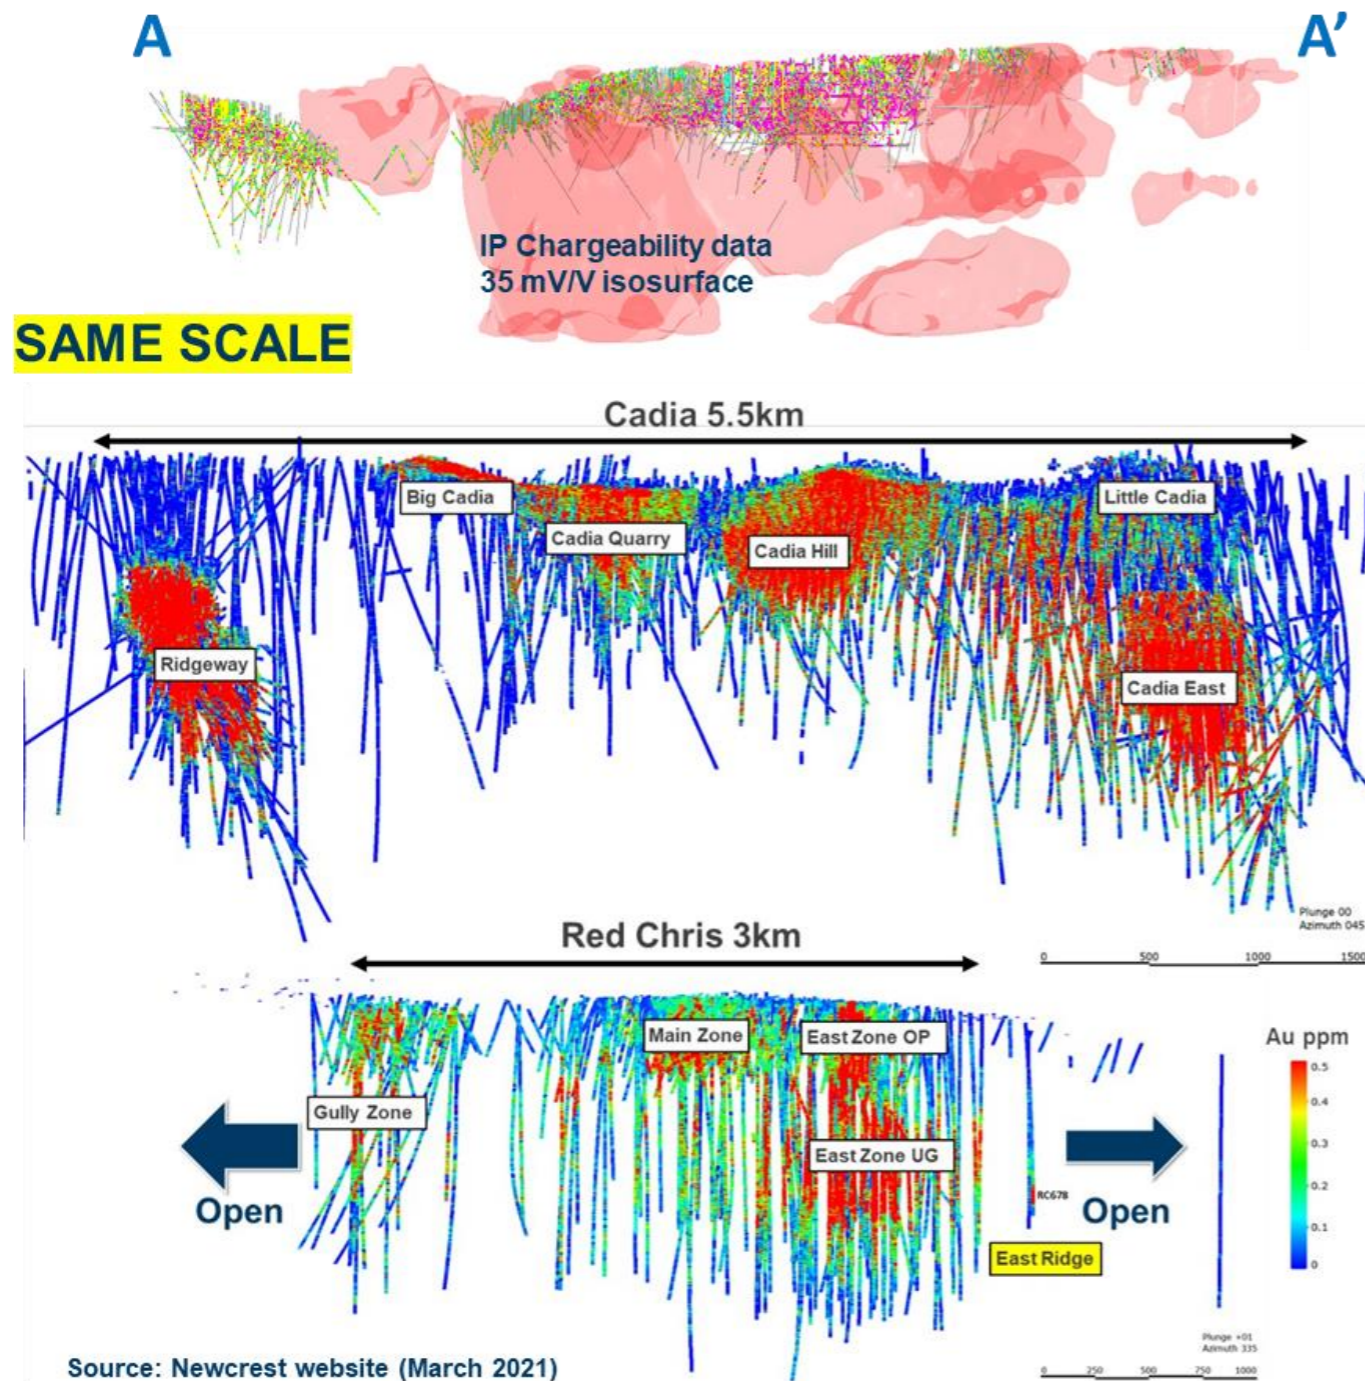 A
A'
IP Chargeability data
35 mV/V isosurface
SAME SCALE
Cadia 5.5km
Big Cadia
Little Cadia
Cadia Quarry
Cadia Hill
Ridgeway
Cadia East
Plunge 00
Azimuth 045
0 500 1000 1500
Red Chris 3km
Main Zone
East Zone OP
Au ppm
0.5
0.4
0.3
0.2
0.1
0
Gully Zone
East Zone UG
RC678
Open
Open
East Ridge
Plunge +01
Azimuth 335
0 250 500 750 1000
Source: Newcrest website (March 2021)